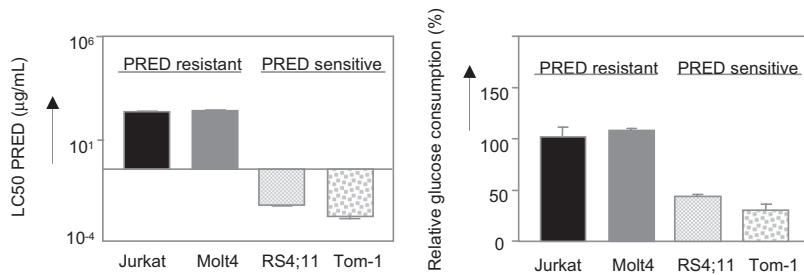 LC50 PRED (µg/mL)
10⁶
10¹
10⁻⁴
PRED resistant PRED sensitive
Jurkat Molt4 RS4;11 Tom-1
Relative glucose consumption (%)
150
100
50
0
PRED resistant PRED sensitive
Jurkat Molt4 RS4;11 Tom-1